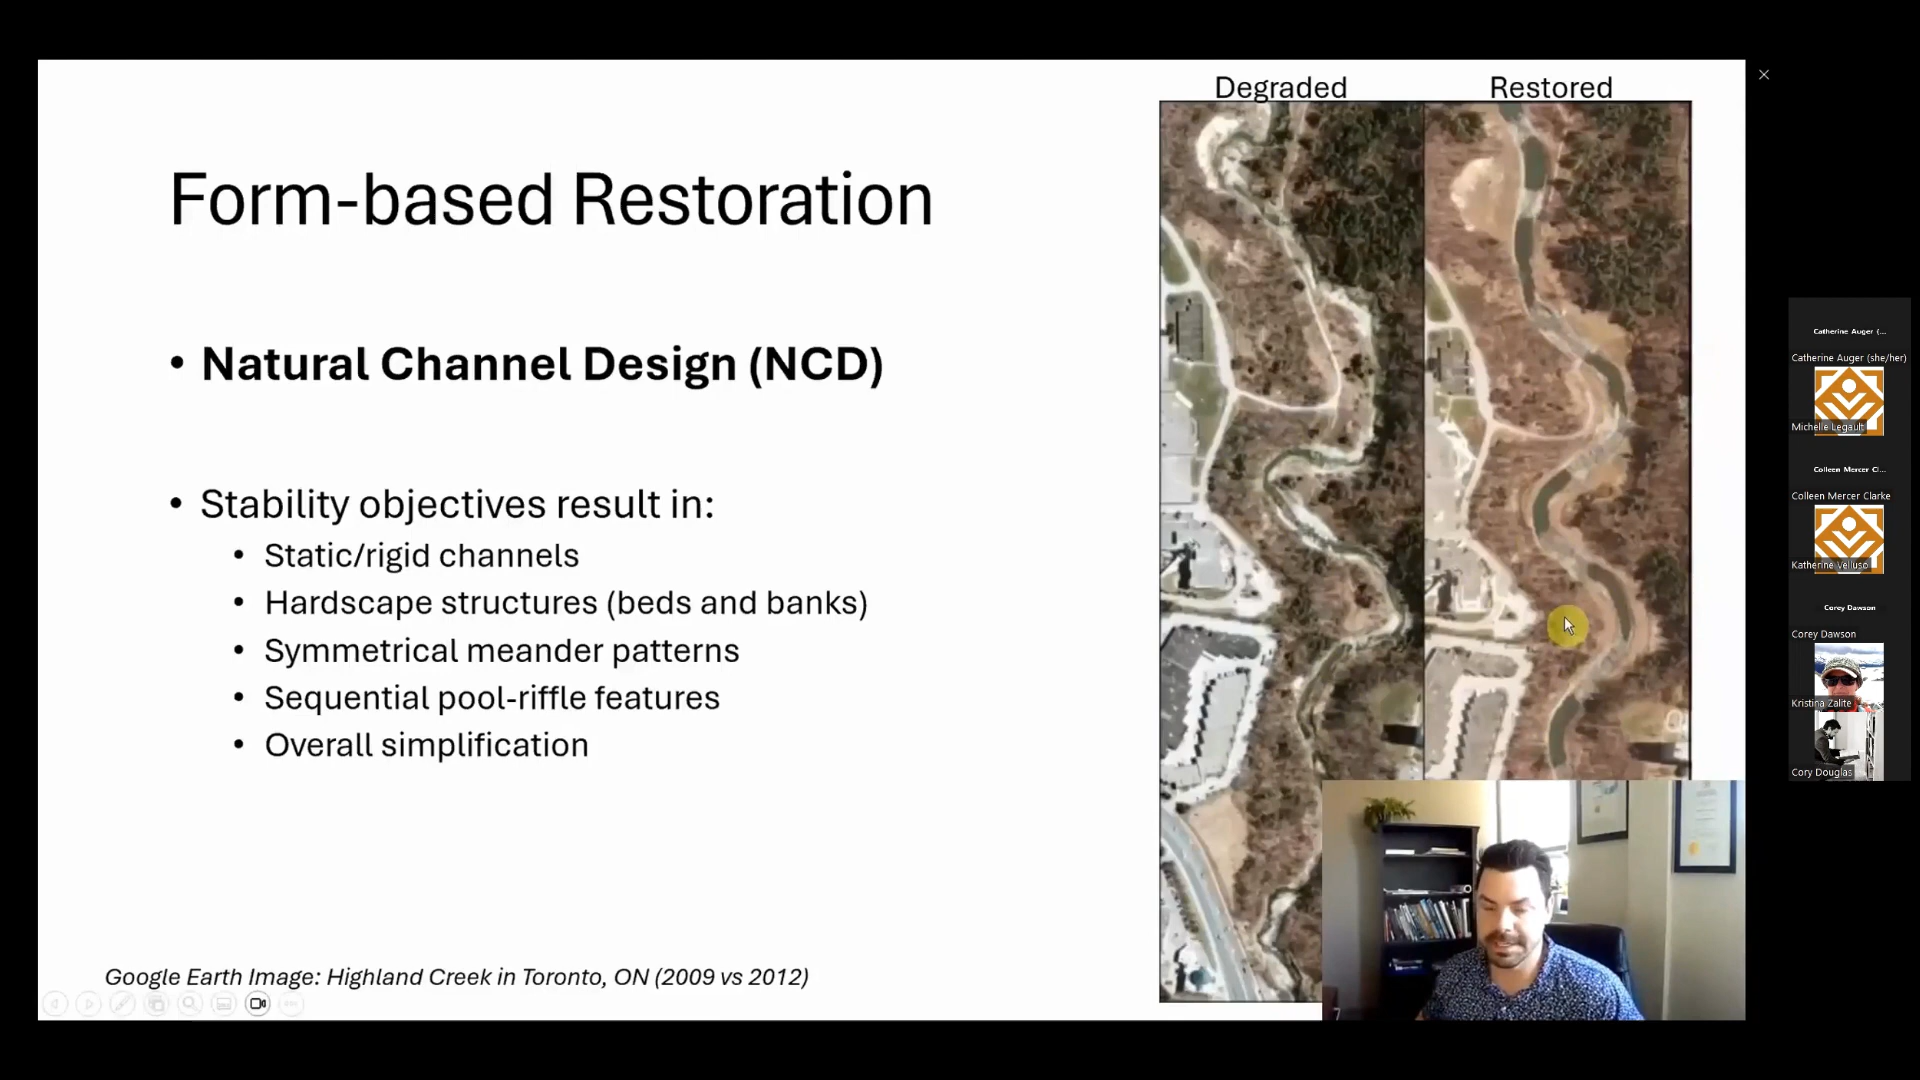 Degraded
Restored
Form-based Restoration
• Natural Channel Design (NCD)
• Stability objectives result in:
• Static/rigid channels
• Hardscape structures (beds and banks)
• Symmetrical meander patterns
• Sequential pool-riffle features
• Overall simplification
Google Earth Image: Highland Creek in Toronto, ON (2009 vs 2012)
Catherine Auger (...
Catherine Auger (she/her)
Michelle Legault
Colleen Mercer Cl...
Colleen Mercer Clarke
Katherine Velluso
Corey Dawson
Corey Dawson
Kristina Zalite
Cory Douglas